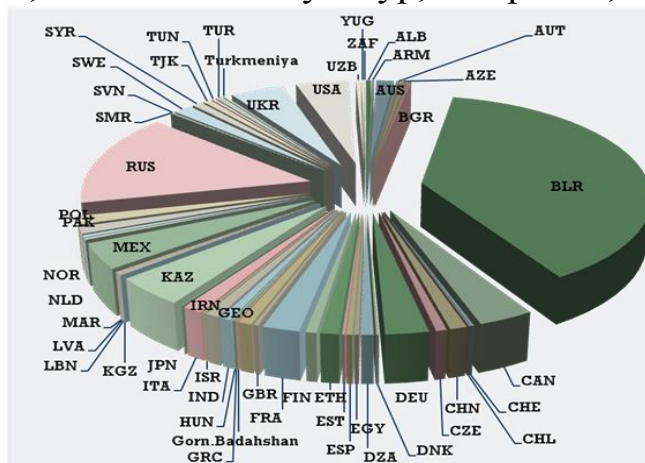 YUG
SYR TUN TUR ZAF ALB AUT
SWE TJK Turkmeniya UZB ARM
SVN UKR USA AUS AZE
SMR BGR
RUS BLR
POL
PAK
MEX
NOR KAZ
NLD IRN GEO
MAR
LVA JPN ISR CAN
LBN KGZ ITA IND GBR FIN ETH DEU CHN CHE
HUN FRA EST CZE CHL
Gorn.Badahshan EGY
GRC ESP DZA DNK